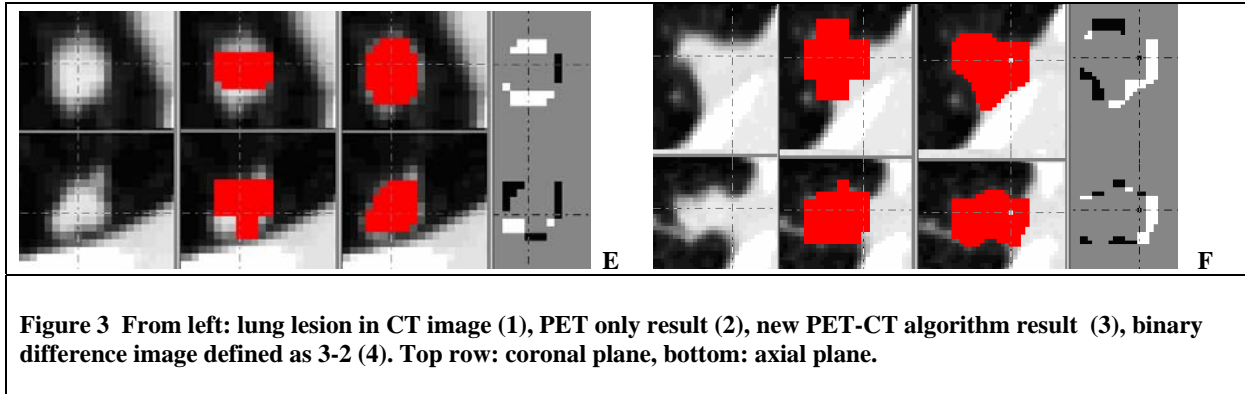 E
F
Figure 3 From left: lung lesion in CT image (1), PET only result (2), new PET-CT algorithm result (3), binary
difference image defined as 3-2 (4). Top row: coronal plane, bottom: axial plane.